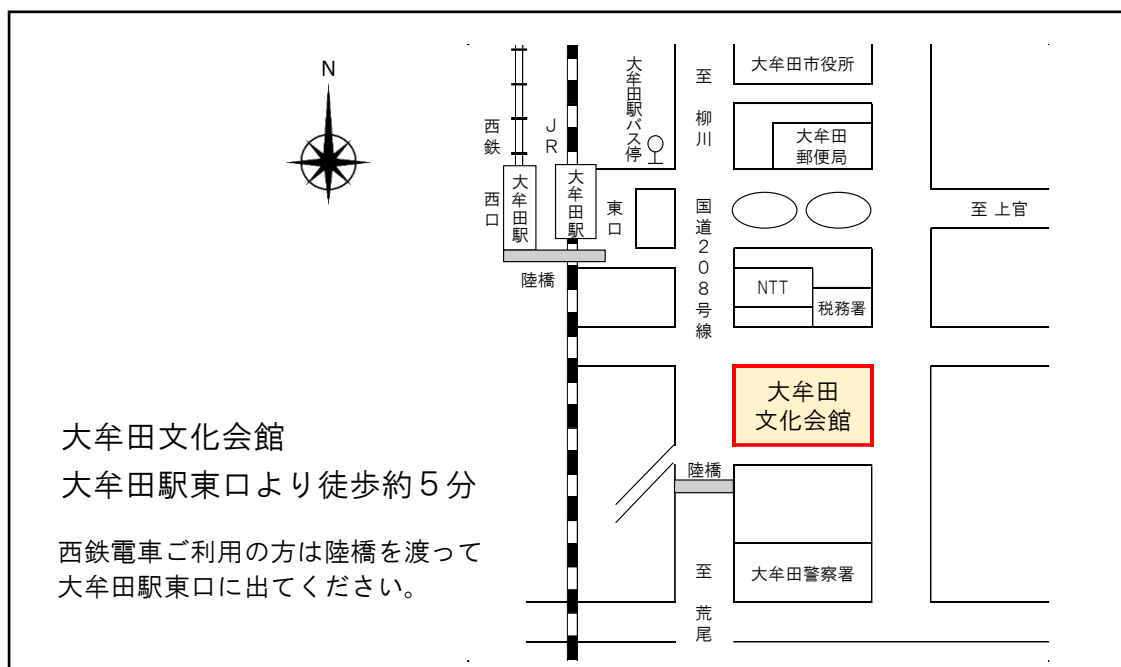 N
西鉄
JR
大牟田駅バス停
至 柳川
大牟田市役所
大牟田
郵便局
西口
大牟田駅
大牟田駅
東口
国道208号線
至 上官
陸橋
NTT
税務署
大牟田
文化会館
大牟田文化会館
大牟田駅東口より徒歩約５分
陸橋
西鉄電車ご利用の方は陸橋を渡って
大牟田駅東口に出てください。
至 荒尾
大牟田警察署